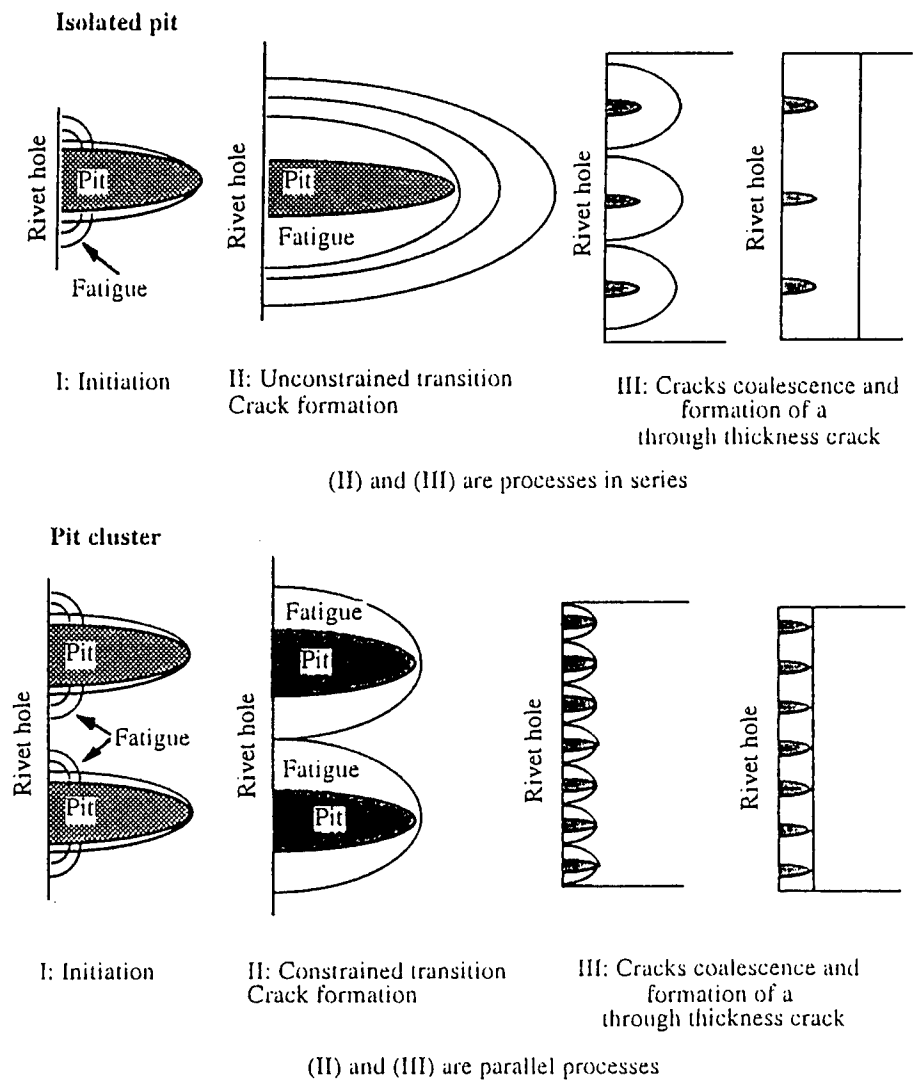 Isolated pit
Rivet hole
Pit
Fatigue
Rivet hole
Pit
Fatigue
Rivet hole
Rivet hole
I: Initiation
II: Unconstrained transition
Crack formation
III: Cracks coalescence and
formation of a
through thickness crack
(II) and (III) are processes in series
Pit cluster
Rivet hole
Pit
Fatigue
Pit
Rivet hole
Fatigue
Pit
Fatigue
Pit
Rivet hole
Rivet hole
I: Initiation
II: Constrained transition
Crack formation
III: Cracks coalescence and
formation of a
through thickness crack
(II) and (III) are parallel processes